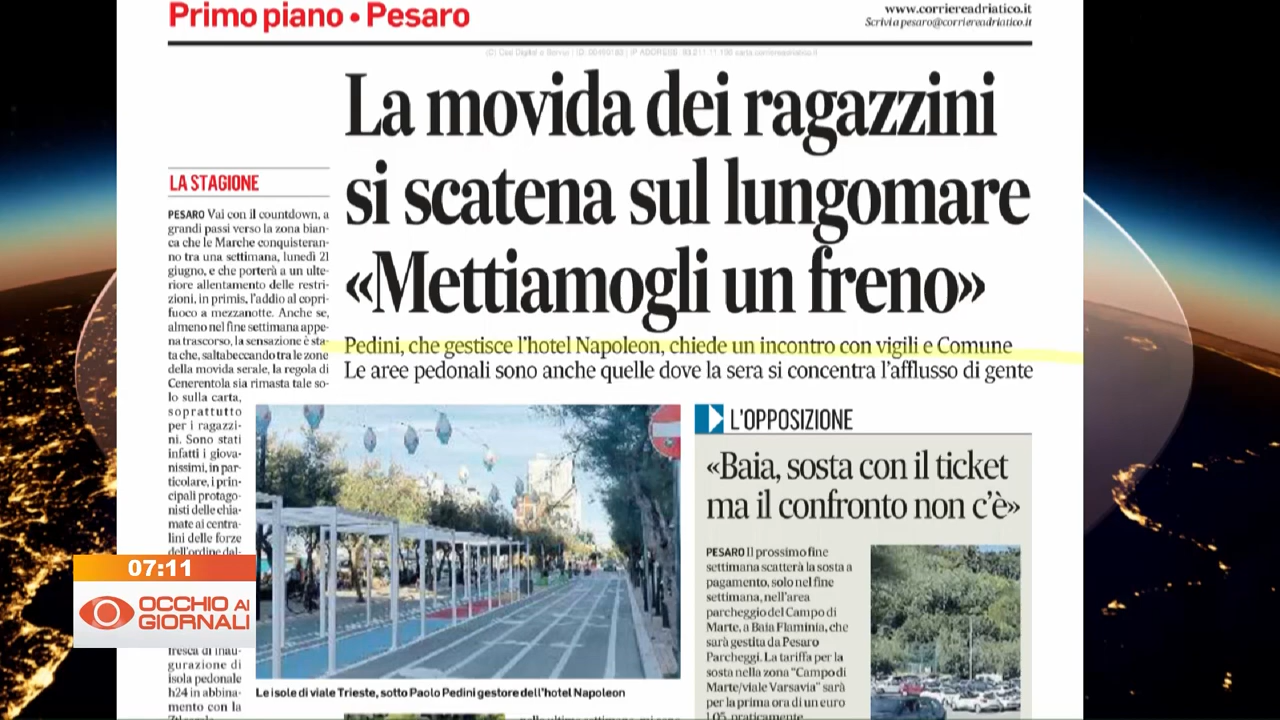 Primo piano • Pesaro
www.corriereadriatico.it
Scrivi a pesaro@corriereadriatico.it
La movida dei ragazzini
si scatena sul lungomare
«Mettiamogli un freno»
Pedini, che gestisce l'hotel Napoleon, chiede un incontro con vigili e Comune
Le aree pedonali sono anche quelle dove la sera si concentra l'afflusso di gente
LA STAGIONE
PESARO Vai con il countdown, a
grandi passi verso la zona bian-
ca che le Marche conquisteran-
no tra una settimana, lunedì 21
giugno, e che porterà a un ulte-
riore allentamento delle restri-
zioni, in primis, l'addio al copri-
fuoco a mezzanotte. Anche se,
almeno nel fine settimana appe-
na trascorso, la sensazione è sta-
ta che, saltabeccando tra le zone
della movida serale, la regola di
Cenerentola sia rimasta tale so-
lo sulla carta,
soprattutto
per i ragazzi-
ni. Sono stati
infatti i giova-
nissimi, in par-
ticolare, i prin-
cipali protago-
nisti delle chia-
mate ai centra-
lini delle forze
dell'ordine dal-
07:11
OCCHIO AI
GIORNALI
fresca di inau-
gurazione di
isola pedonale
h24 in abbina-
mento con la
Le isole di viale Trieste, sotto Paolo Pedini gestore dell'hotel Napoleon
L'OPPOSIZIONE
«Baia, sosta con il ticket
ma il confronto non c'è»
PESARO Il prossimo fine
settimana scatterà la sosta a
pagamento, solo nel fine
settimana, nell'area
parcheggio del Campo di
Marte, a Baia Flaminia, che
sarà gestita da Pesaro
Parcheggi. La tariffa per la
sosta nella zona "Campo di
Marte/viale Varsavia" sarà
per la prima ora di un euro
1,05, praticamente